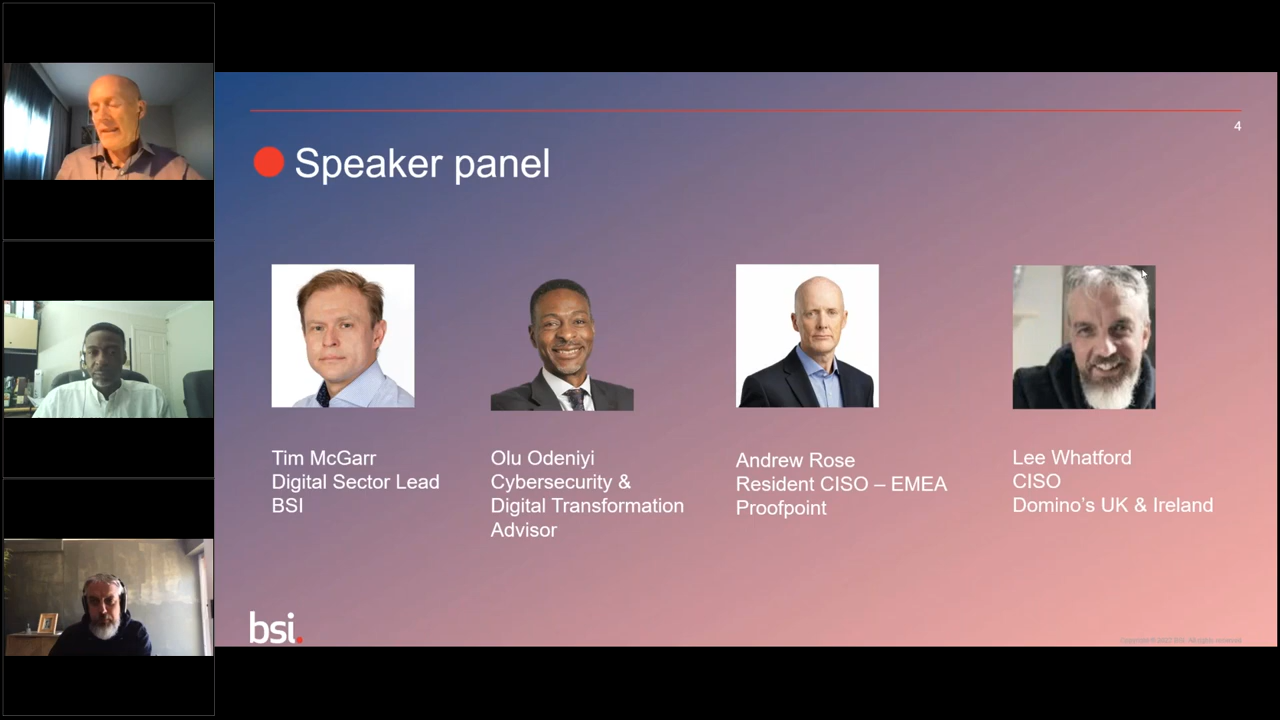 4
Speaker panel
Tim McGarr
Digital Sector Lead
BSI
Olu Odeniyi
Cybersecurity &
Digital Transformation
Advisor
Andrew Rose
Resident CISO – EMEA
Proofpoint
Lee Whatford
CISO
Domino's UK & Ireland
bsi.